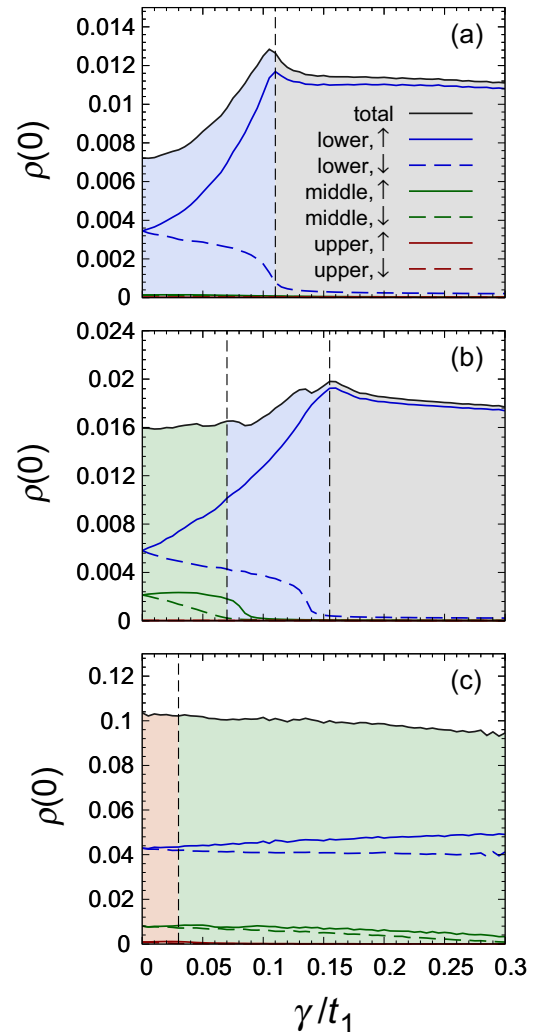 (a)
0.014
0.012
0.01
0.008
0.006
0.004
0.002
0
ρ(0)
total
lower, ↑
lower, ↓
middle, ↑
middle, ↓
upper, ↑
upper, ↓
(b)
0.024
0.02
0.016
0.012
0.008
0.004
0
ρ(0)
(c)
0.12
0.1
0.08
0.06
0.04
0.02
0
ρ(0)
0 0.05 0.1 0.15 0.2 0.25 0.3
γ/t₁